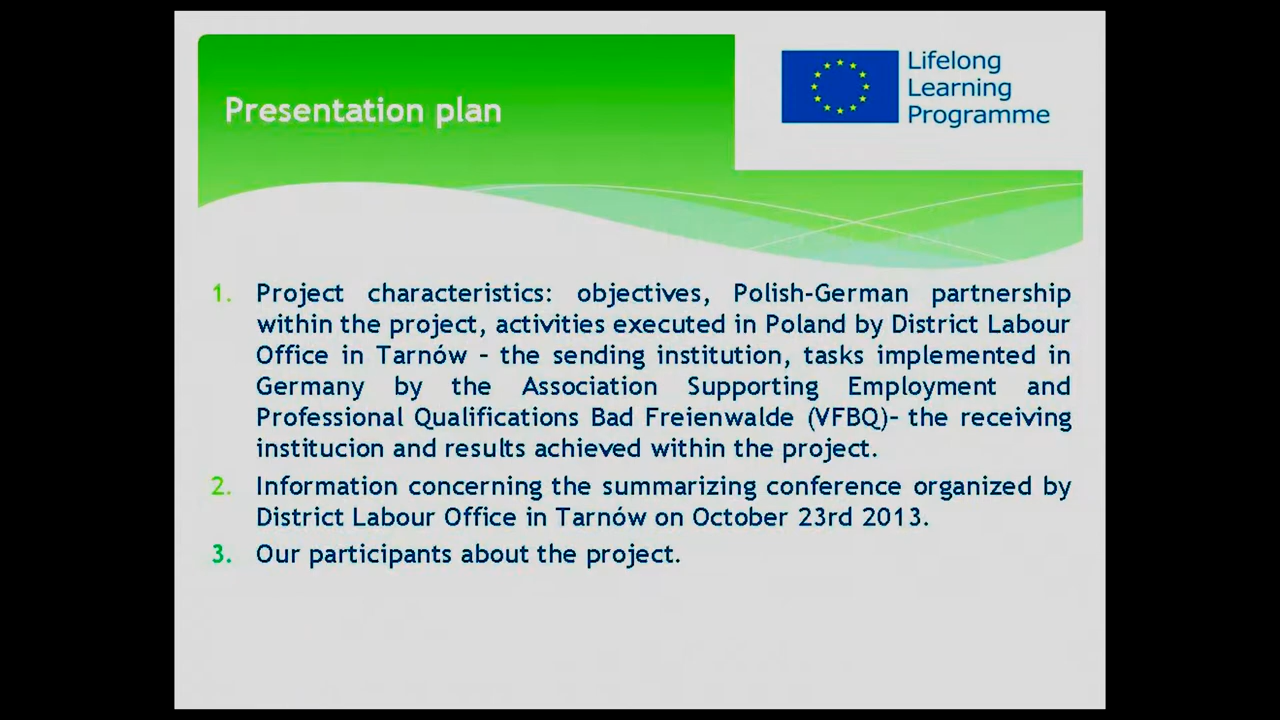 Presentation plan
Lifelong
Learning
Programme
1. Project characteristics: objectives, Polish-German partnership
within the project, activities executed in Poland by District Labour
Office in Tarnów – the sending institution, tasks implemented in
Germany by the Association Supporting Employment and
Professional Qualifications Bad Freienwalde (VFBQ)– the receiving
institucion and results achieved within the project.
2. Information concerning the summarizing conference organized by
District Labour Office in Tarnów on October 23rd 2013.
3. Our participants about the project.